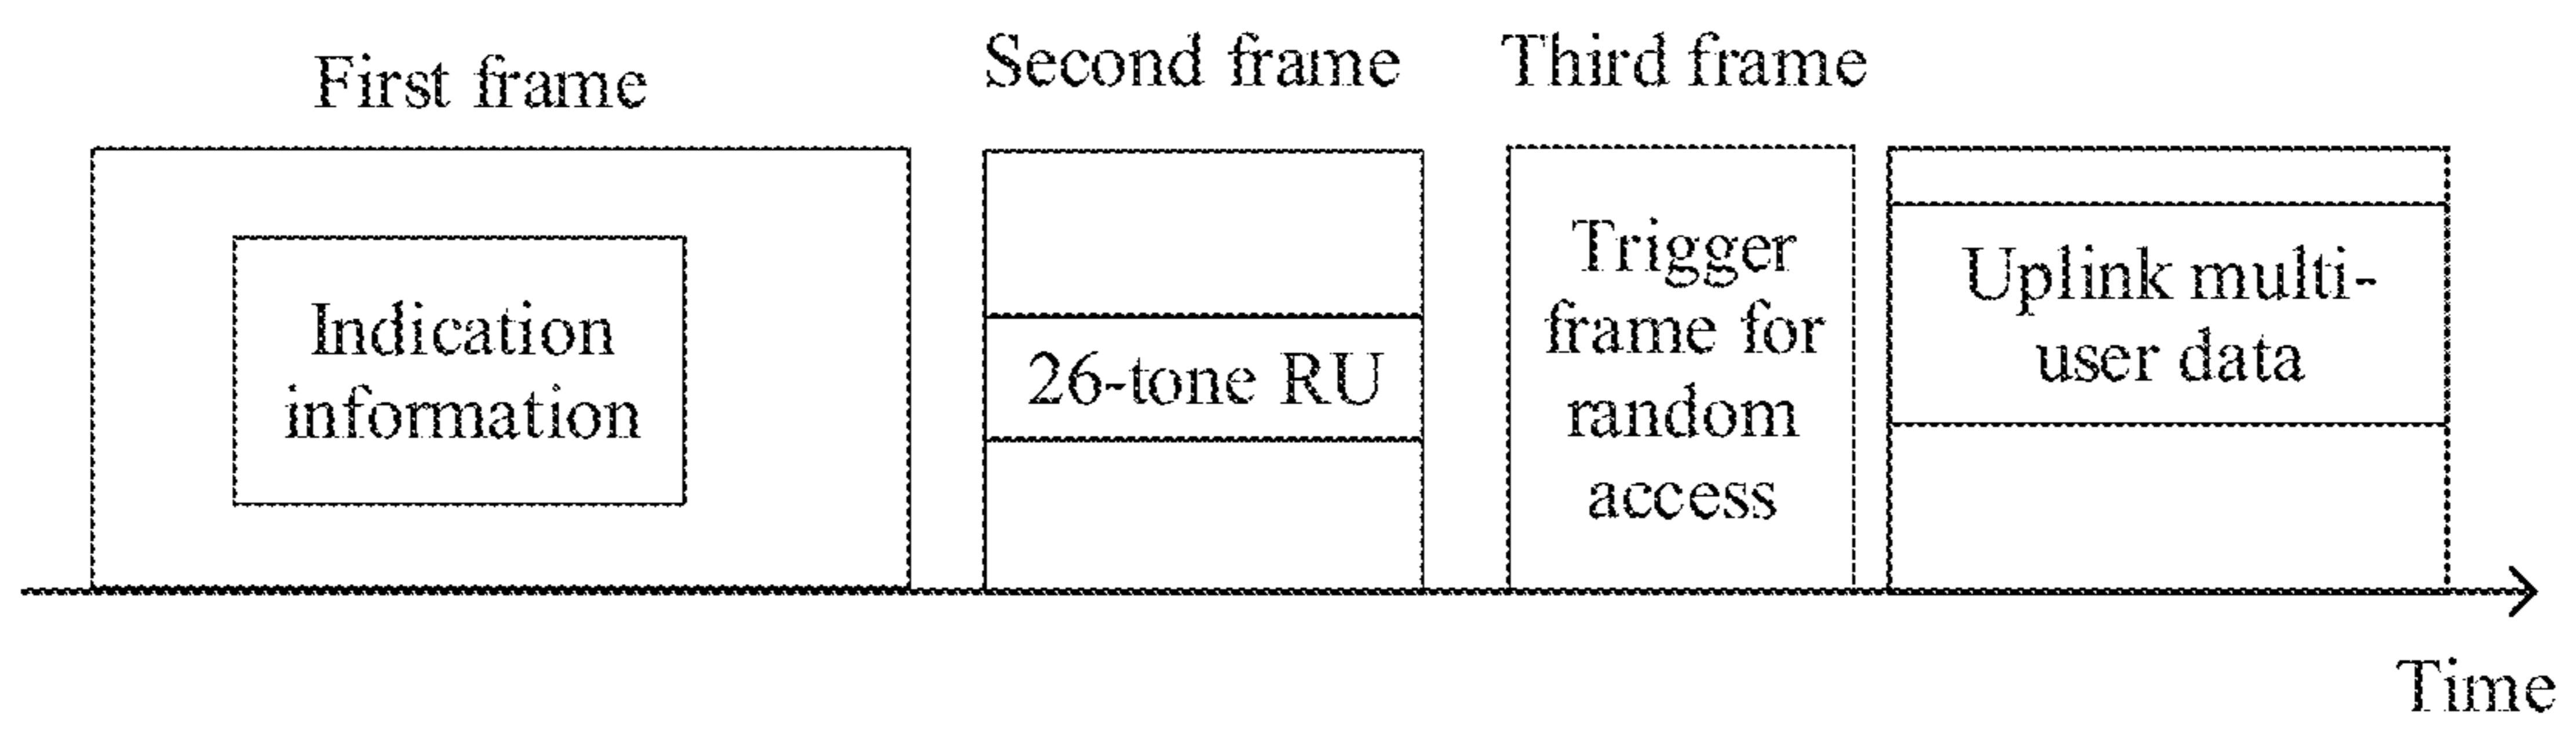 First frame
Second frame
Third frame
Indication
information
26-tone RU
Trigger
frame for
random
access
Uplink multi-
user data
Time